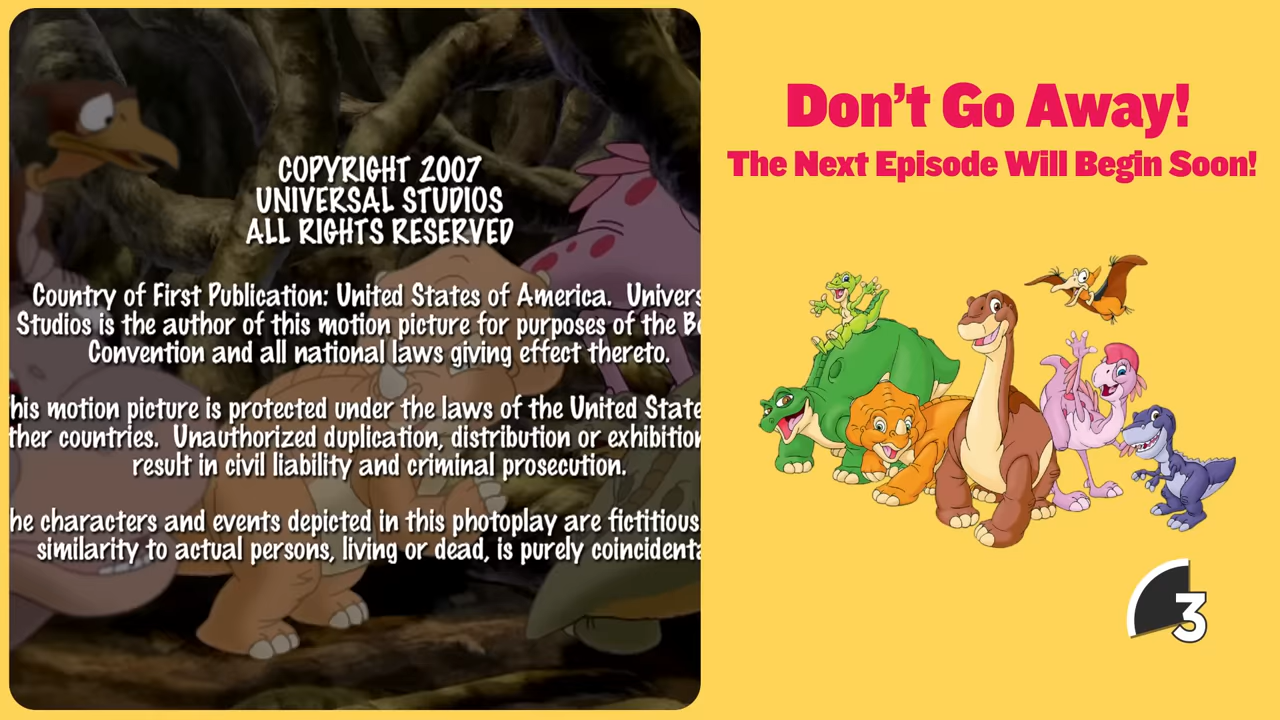 COPYRIGHT 2007
UNIVERSAL STUDIOS
ALL RIGHTS RESERVED
Country of First Publication: United States of America. Univers
Studios is the author of this motion picture for purposes of the Be
Convention and all national laws giving effect thereto.
his motion picture is protected under the laws of the United State
ther countries. Unauthorized duplication, distribution or exhibition
result in civil liability and criminal prosecution.
he characters and events depicted in this photoplay are fictitious.
similarity to actual persons, living or dead, is purely coincidenta
Don't Go Away!
The Next Episode Will Begin Soon!
3